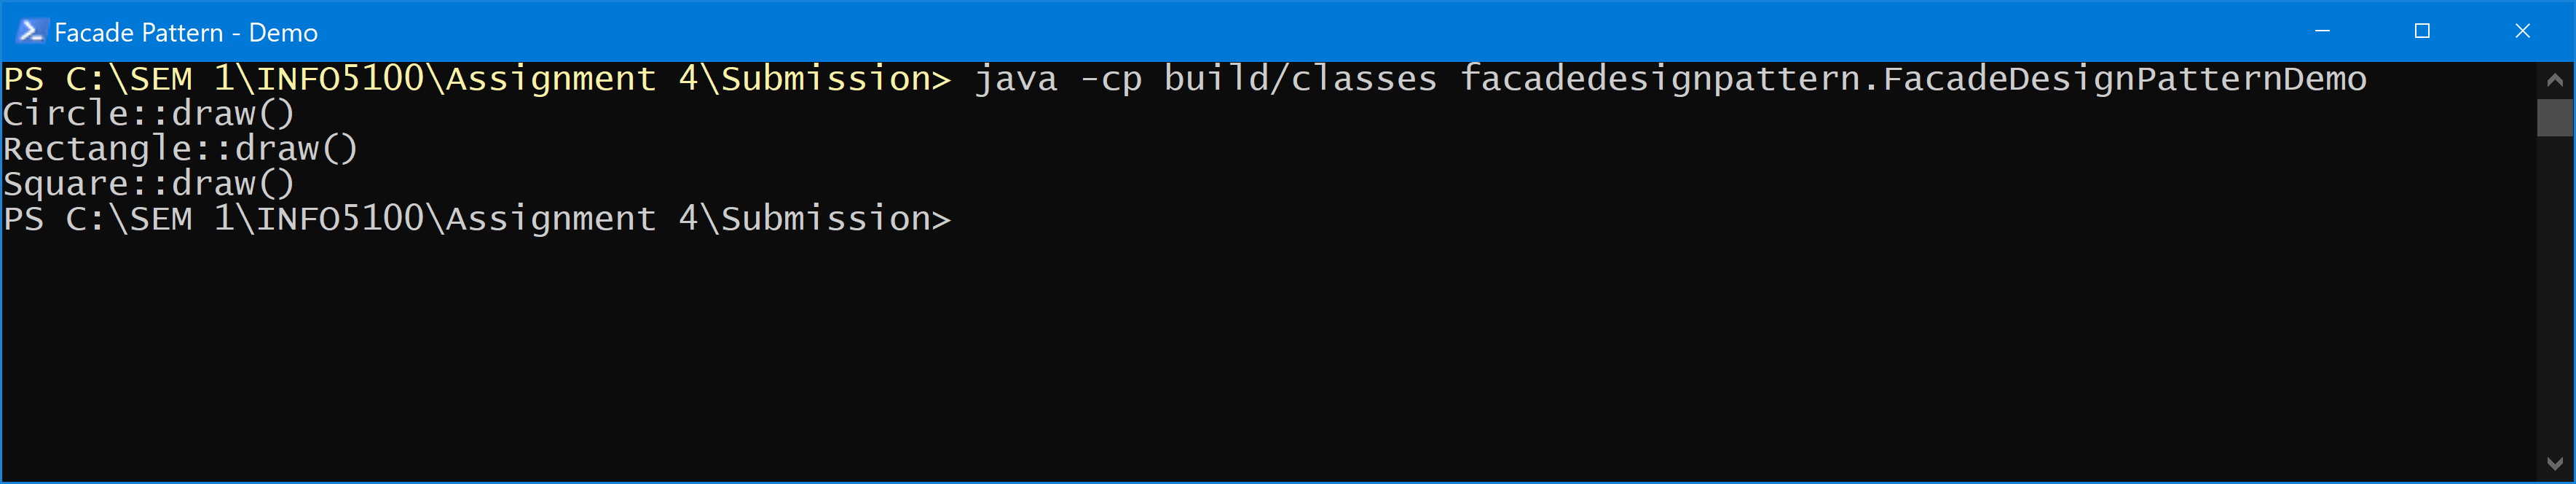 Facade Pattern - Demo
PS C:\SEM 1\INFO5100\Assignment 4\Submission> java -cp build/classes facadedesignpattern.FacadeDesignPatternDemo
Circle::draw()
Rectangle::draw()
Square::draw()
PS C:\SEM 1\INFO5100\Assignment 4\Submission>